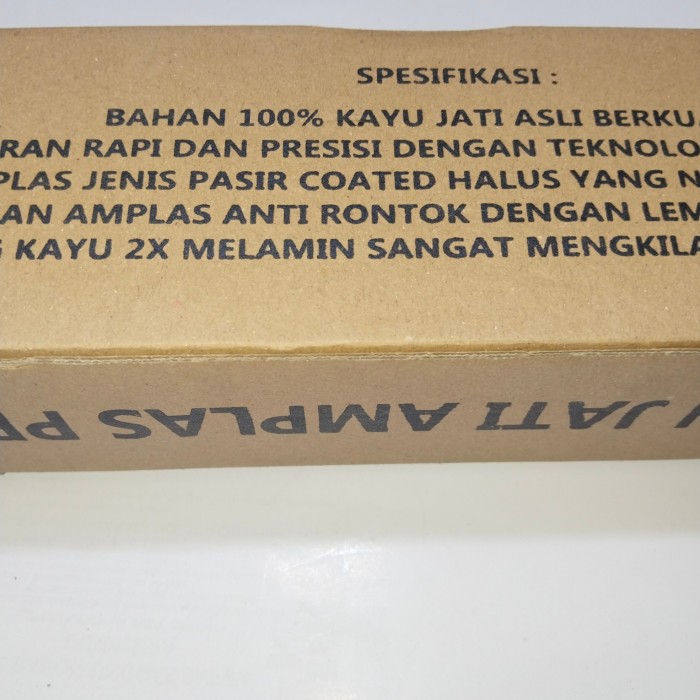 SPESIFIKASI :
BAHAN 100% KAYU JATI ASLI BERKU
RAN RAPI DAN PRESISI DENGAN TEKNOLO
PLAS JENIS PASIR COATED HALUS YANG
AN AMPLAS ANTI RONTOK DENGAN LEM
KAYU 2X MELAMIN SANGAT MENGKILA
JATI AMPLAS